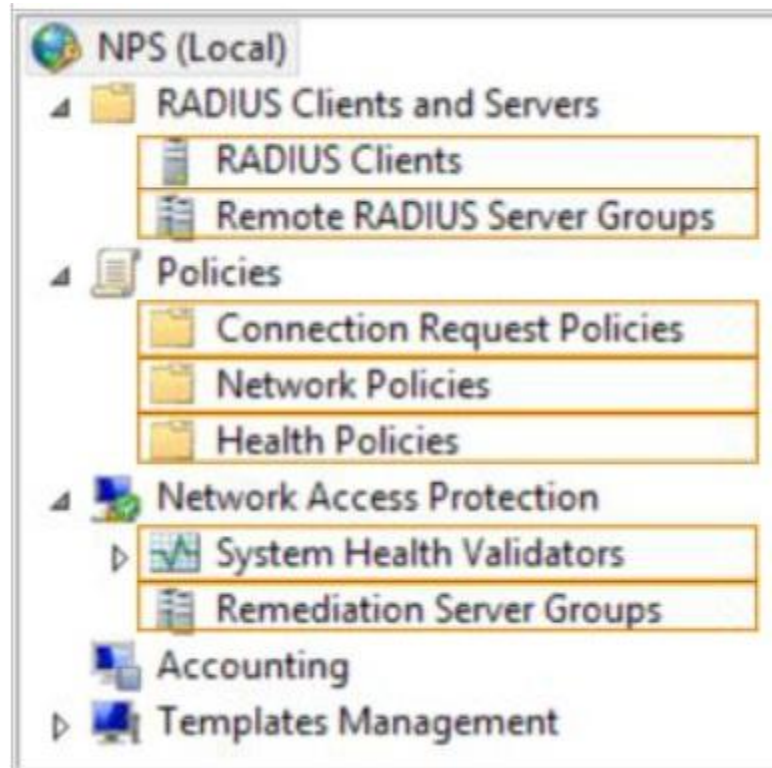 NPS (Local)
RADIUS Clients and Servers
RADIUS Clients
Remote RADIUS Server Groups
Policies
Connection Request Policies
Network Policies
Health Policies
Network Access Protection
System Health Validators
Remediation Server Groups
Accounting
Templates Management